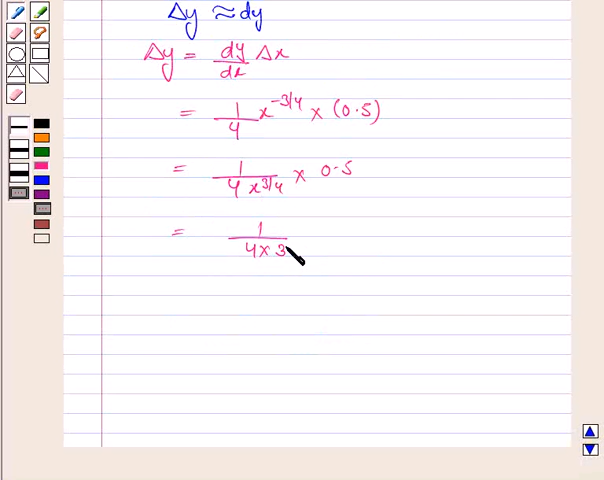 Δy ≈ dy
Δy = dy/dx Δx
= 1/4 x^-3/4 × (0.5)
= 1/4x^3/4 × 0.5
= 1/4×3